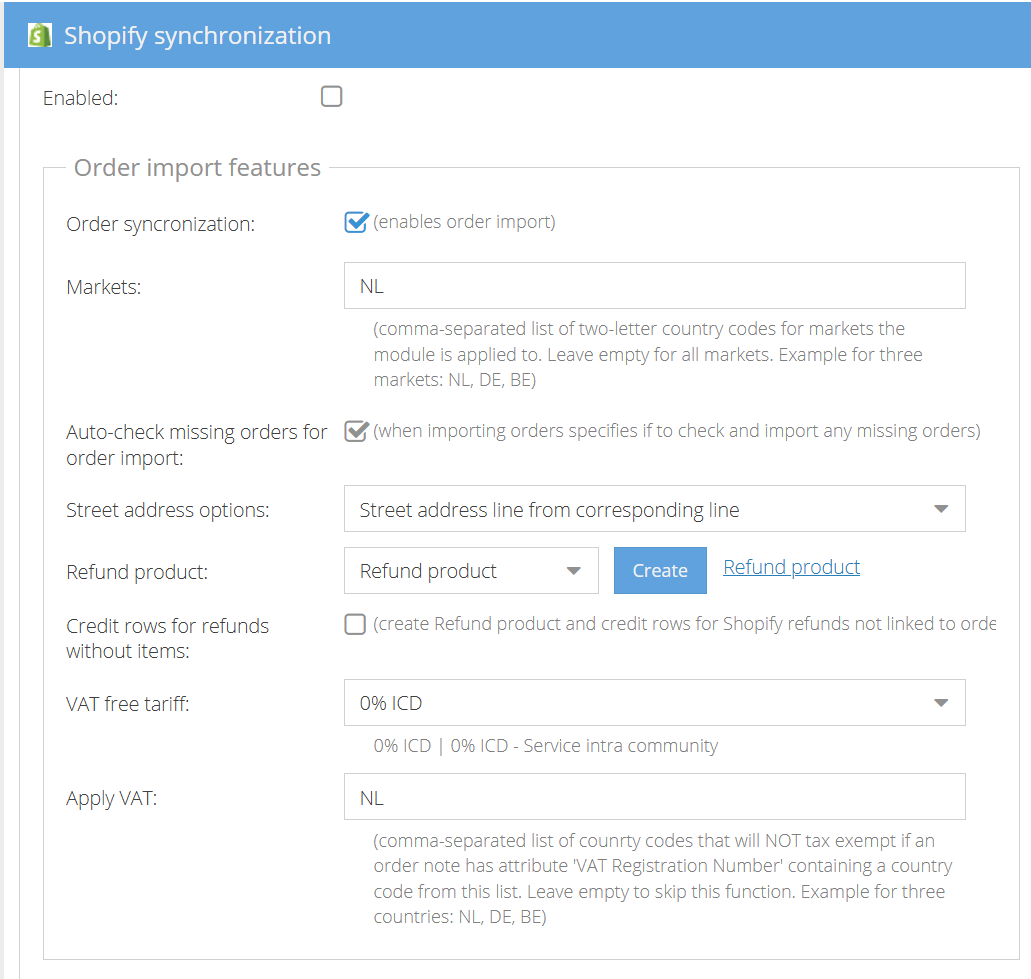 Shopify synchronization
Enabled:
Order import features
Order syncronization:
(enables order import)
Markets:
NL
(comma-separated list of two-letter country codes for markets the
module is applied to. Leave empty for all markets. Example for three
markets: NL, DE, BE)
Auto-check missing orders for
order import:
(when importing orders specifies if to check and import any missing orders)
Street address options:
Street address line from corresponding line
Refund product:
Refund product
Create
Refund product
Credit rows for refunds
without items:
(create Refund product and credit rows for Shopify refunds not linked to orde
VAT free tariff:
0% ICD
0% ICD | 0% ICD - Service intra community
Apply VAT:
NL
(comma-separated list of counrty codes that will NOT tax exempt if an
order note has attribute 'VAT Registration Number' containing a country
code from this list. Leave empty to skip this function. Example for three
countries: NL, DE, BE)